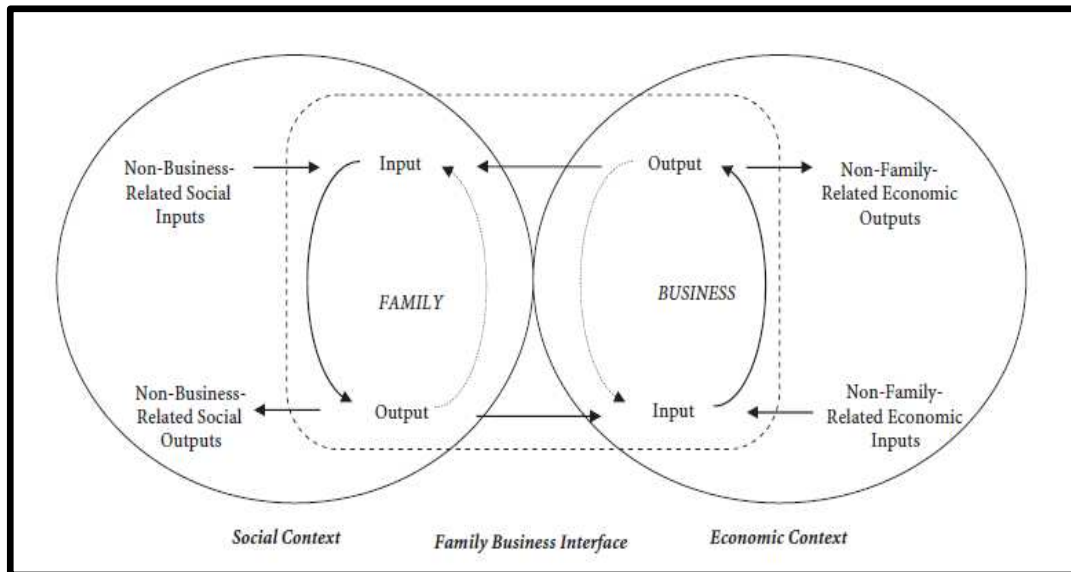 Non-Business-
Related Social
Inputs
Input
Output
Non-Family-
Related Economic
Outputs
FAMILY
BUSINESS
Non-Business-
Related Social
Outputs
Output
Input
Non-Family-
Related Economic
Inputs
Social Context
Family Business Interface
Economic Context